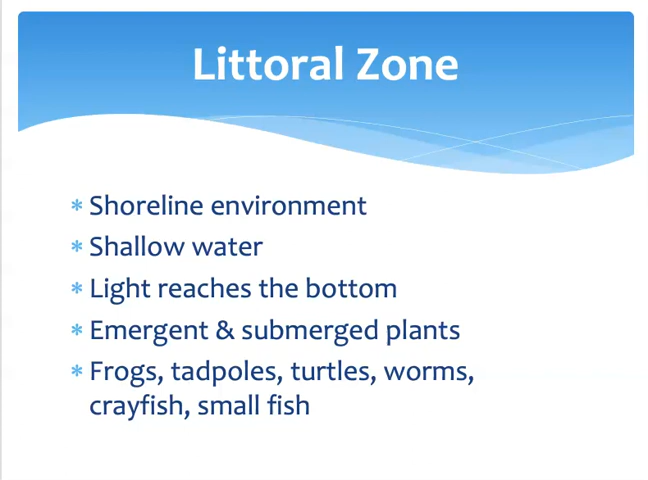 Littoral Zone
* Shoreline environment
* Shallow water
* Light reaches the bottom
* Emergent & submerged plants
* Frogs, tadpoles, turtles, worms,
crayfish, small fish